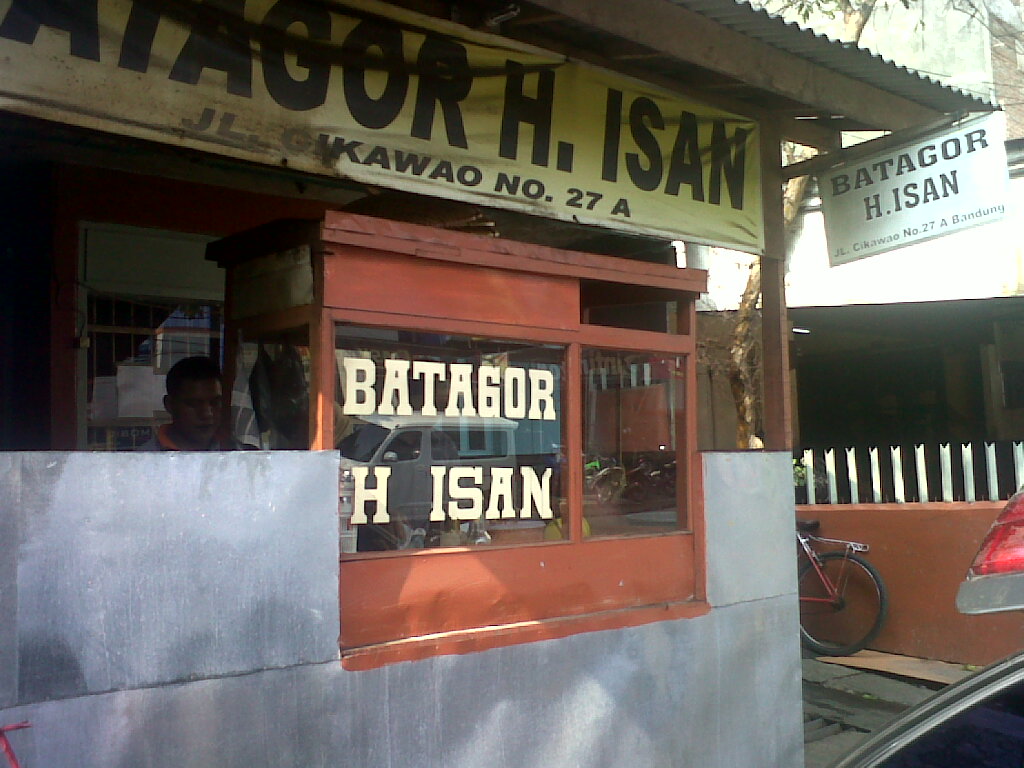 BATAGOR H. ISAN
JL. CIKAWAO NO. 27 A
BATAGOR
H.ISAN
JL. Cikawao No.27 A Bandung
BATAGOR
H ISAN